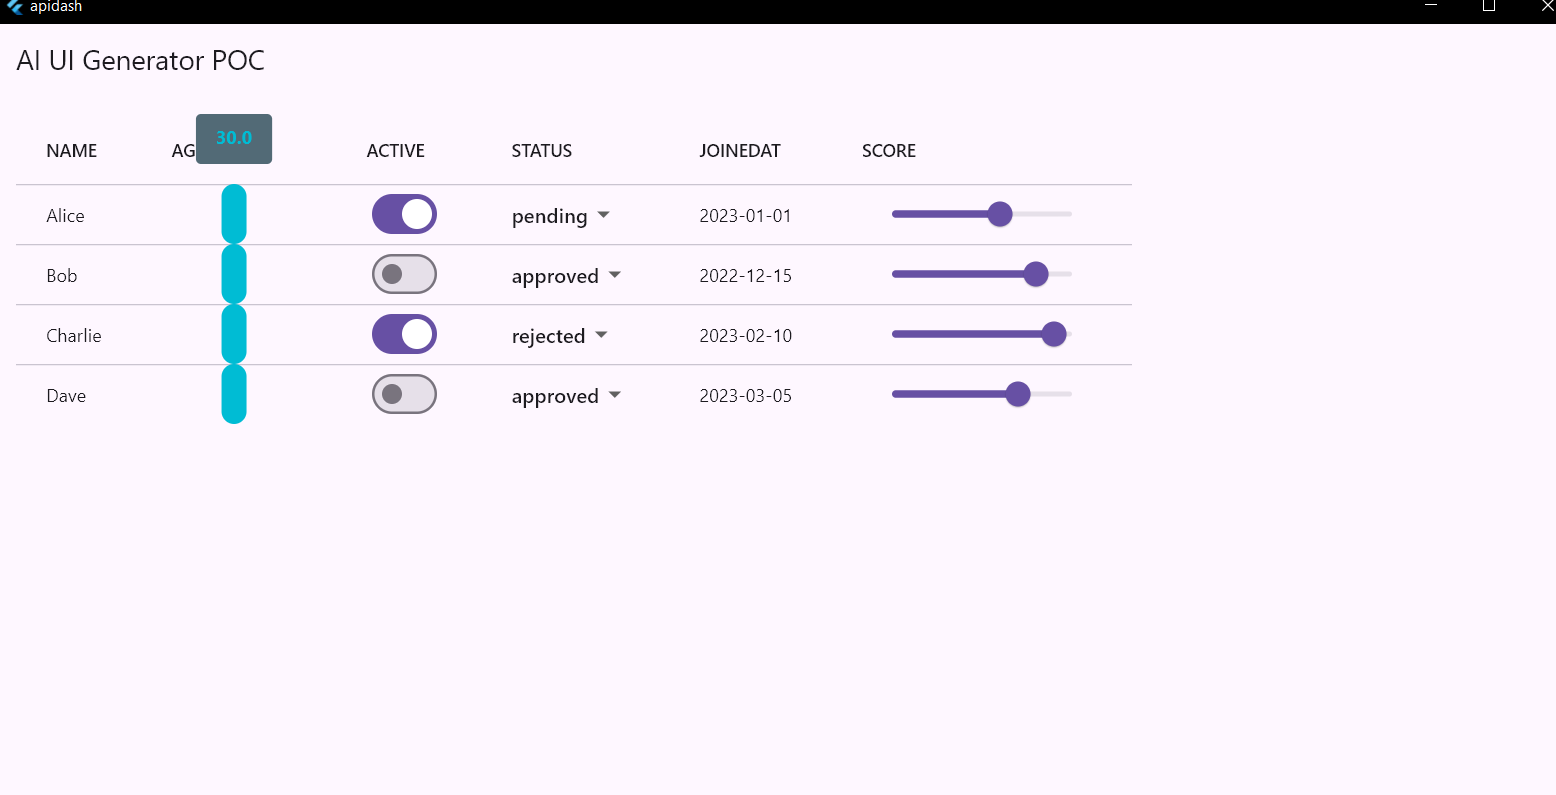 apidash
AI UI Generator POC
30.0
NAME AG ACTIVE STATUS JOINEDAT SCORE
Alice pending 2023-01-01
Bob approved 2022-12-15
Charlie rejected 2023-02-10
Dave approved 2023-03-05